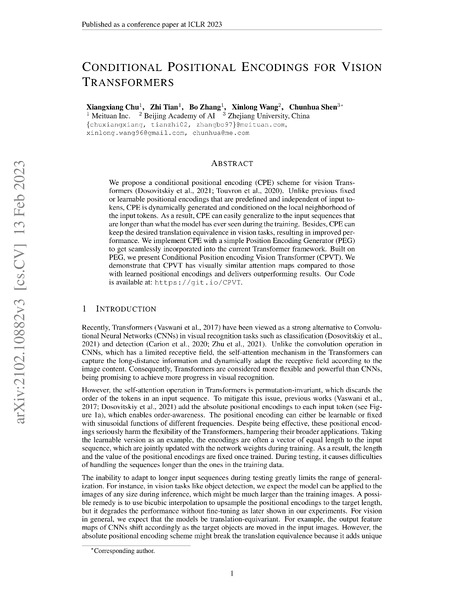 Published as a conference paper at ICLR 2023
CONDITIONAL POSITIONAL ENCODINGS FOR VISION
TRANSFORMERS
Xiangxiang Chu¹, Zhi Tian¹, Bo Zhang¹, Xinlong Wang², Chunhua Shen³*
¹ Meituan Inc. ² Beijing Academy of AI ³ Zhejiang University, China
{chuxiangxiang, tianzhi02, zhangbo97}@meituan.com,
xinlong.wang96@gmail.com, chunhua@me.com
ABSTRACT
We propose a conditional positional encoding (CPE) scheme for vision Trans-
formers (Dosovitskiy et al., 2021; Touvron et al., 2020). Unlike previous fixed
or learnable positional encodings that are predefined and independent of input to-
kens, CPE is dynamically generated and conditioned on the local neighborhood of
the input tokens. As a result, CPE can easily generalize to the input sequences that
are longer than what the model has ever seen during the training. Besides, CPE can
keep the desired translation equivalence in vision tasks, resulting in improved per-
formance. We implement CPE with a simple Position Encoding Generator (PEG)
to get seamlessly incorporated into the current Transformer framework. Built on
PEG, we present Conditional Position encoding Vision Transformer (CPVT). We
demonstrate that CPVT has visually similar attention maps compared to those
with learned positional encodings and delivers outperforming results. Our Code
is available at: https://git.io/CPVT.
1 INTRODUCTION
Recently, Transformers (Vaswani et al., 2017) have been viewed as a strong alternative to Convolu-
tional Neural Networks (CNNs) in visual recognition tasks such as classification (Dosovitskiy et al.,
2021) and detection (Carion et al., 2020; Zhu et al., 2021). Unlike the convolution operation in
CNNs, which has a limited receptive field, the self-attention mechanism in the Transformers can
capture the long-distance information and dynamically adapt the receptive field according to the
image content. Consequently, Transformers are considered more flexible and powerful than CNNs,
being promising to achieve more progress in visual recognition.
However, the self-attention operation in Transformers is permutation-invariant, which discards the
order of the tokens in an input sequence. To mitigate this issue, previous works (Vaswani et al.,
2017; Dosovitskiy et al., 2021) add the absolute positional encodings to each input token (see Fig-
ure 1a), which enables order-awareness. The positional encoding can either be learnable or fixed
with sinusoidal functions of different frequencies. Despite being effective, these positional encod-
ings seriously harm the flexibility of the Transformers, hampering their broader applications. Taking
the learnable version as an example, the encodings are often a vector of equal length to the input
sequence, which are jointly updated with the network weights during training. As a result, the length
and the value of the positional encodings are fixed once trained. During testing, it causes difficulties
of handling the sequences longer than the ones in the training data.
The inability to adapt to longer input sequences during testing greatly limits the range of general-
ization. For instance, in vision tasks like object detection, we expect the model can be applied to the
images of any size during inference, which might be much larger than the training images. A pos-
sible remedy is to use bicubic interpolation to upsample the positional encodings to the target length,
but it degrades the performance without fine-tuning as later shown in our experiments. For vision
in general, we expect that the models be translation-equivariant. For example, the output feature
maps of CNNs shift accordingly as the target objects are moved in the input images. However, the
absolute positional encoding scheme might break the translation equivalence because it adds unique
*Corresponding author.
1
arXiv:2102.10882v3 [cs.CV] 13 Feb 2023